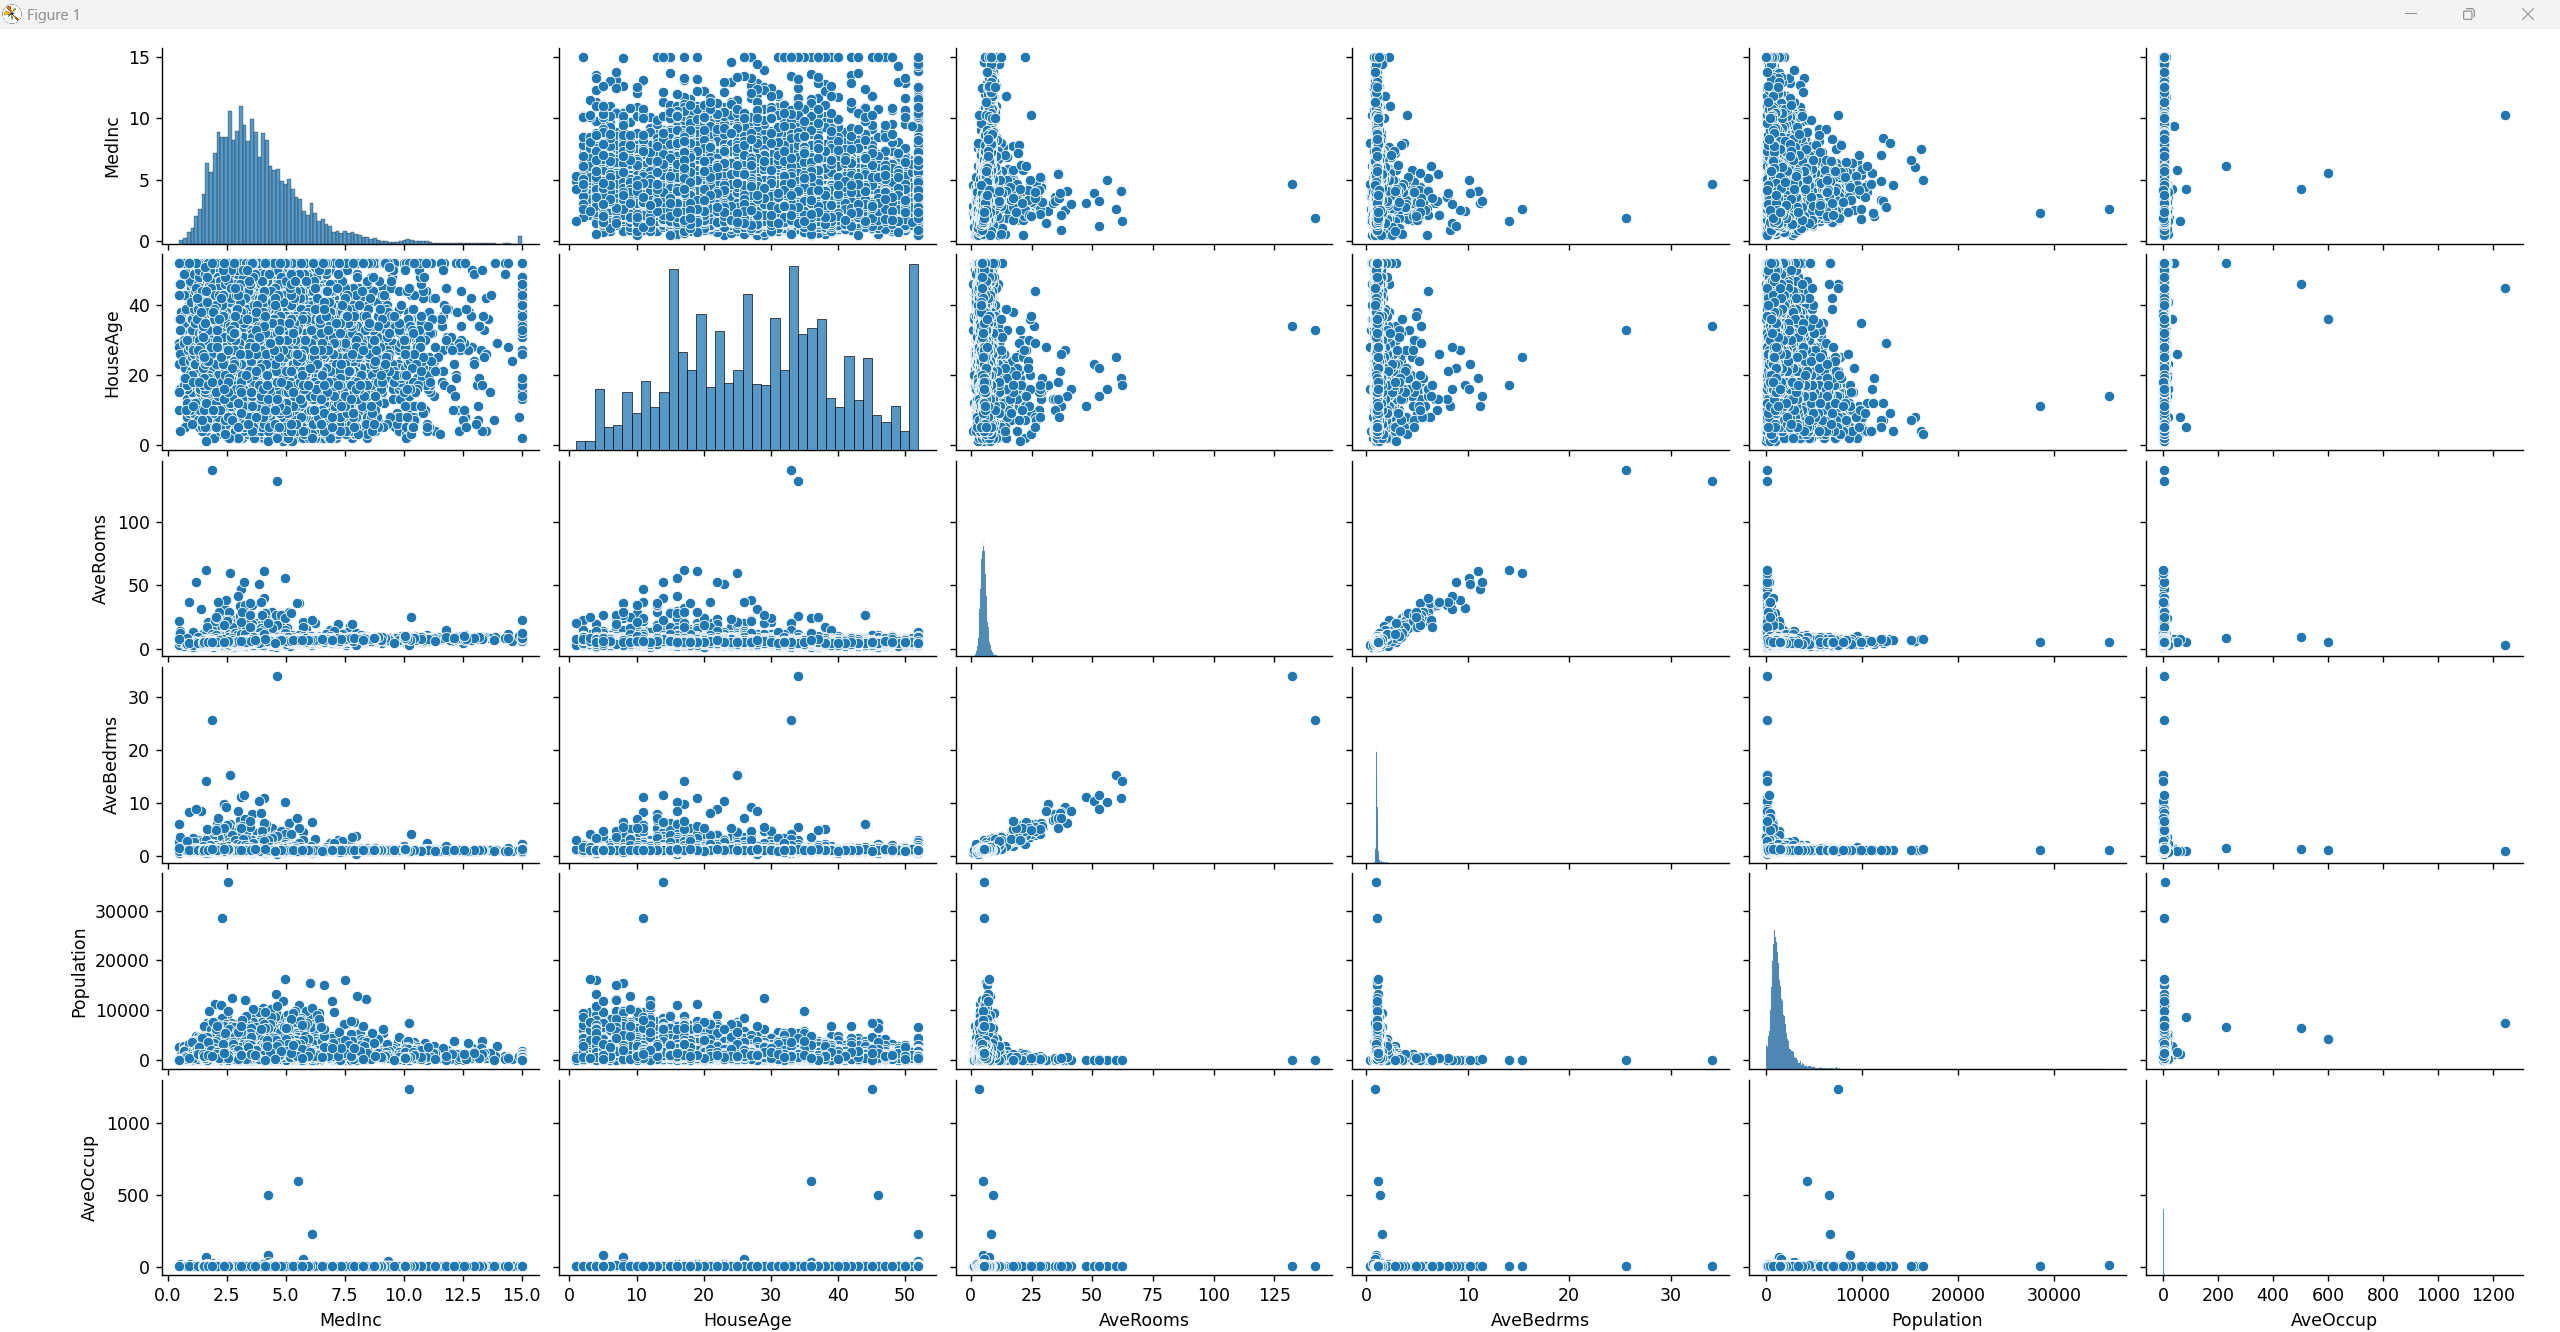 Figure 1
15
10
5
0
MedInc
40
20
0
HouseAge
100
50
0
AveRooms
30
20
10
0
AveBedrms
30000
20000
10000
0
Population
1000
500
0
AveOccup
0.0 2.5 5.0 7.5 10.0 12.5 15.0 0 10 20 30 40 50 0 25 50 75 100 125 0 10 20 30 0 10000 20000 30000 0 200 400 600 800 1000 1200
MedInc HouseAge AveRooms AveBedrms Population AveOccup